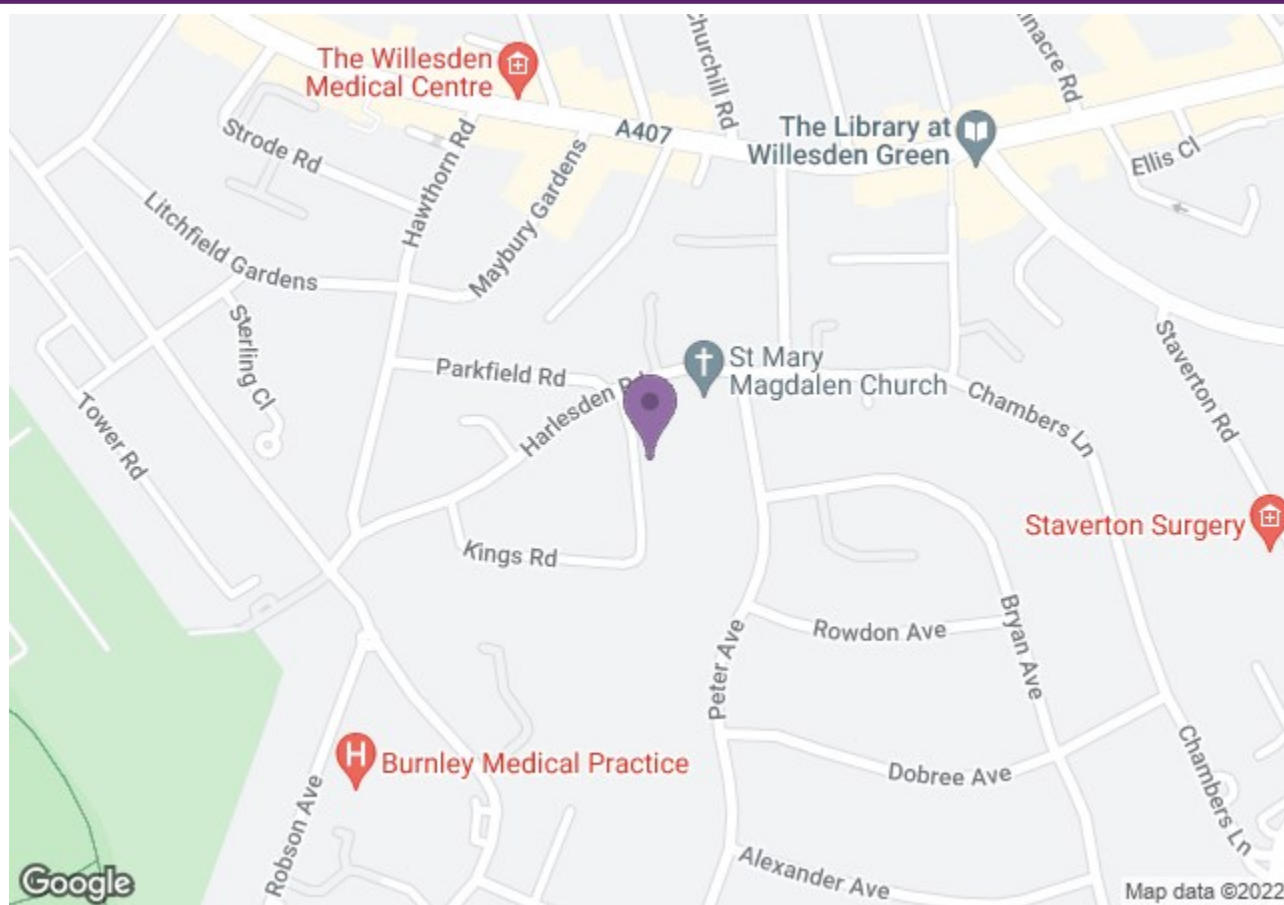 The Willesden
Medical Centre
Churchill Rd
A407
The Library at
Willesden Green
Ellis Cl
Strode Rd
Hawthorn Rd
Maybury Gardens
Litchfield Gardens
Sterling Cl
Parkfield Rd
Harlesden Rd
St Mary
Magdalen Church
Chambers Ln
Staverton Rd
Tower Rd
Kings Rd
Staverton Surgery
Rowdon Ave
Bryan Ave
Peter Ave
Burnley Medical Practice
Dobree Ave
Chambers Ln
Robson Ave
Alexander Ave
Google
Map data ©2022